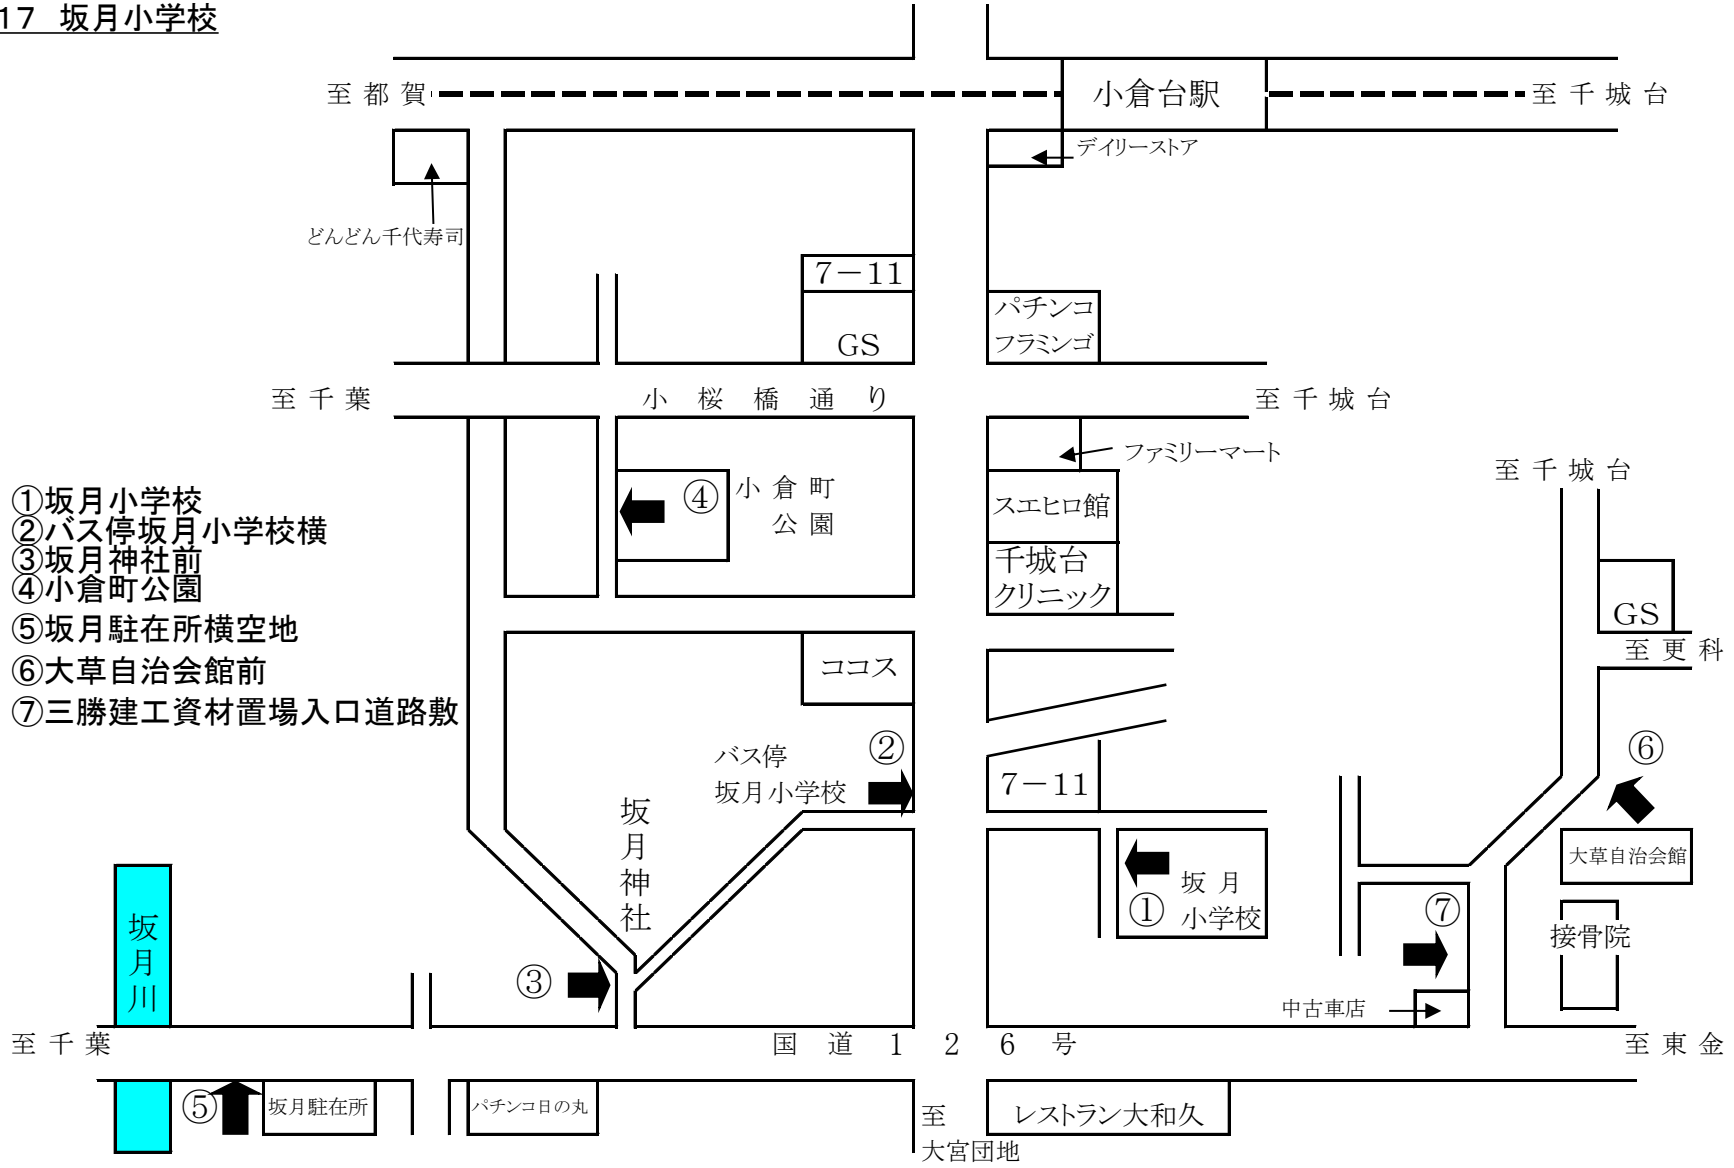 17 坂月小学校
至都賀
小倉台駅
至千城台
デイリーストア
どんどん千代寿司
7－11
GS
パチンコ
フラミンゴ
至千葉
小桜橋通り
至千城台
ファミリーマート
至千城台
④
小倉町
公園
スエヒロ館
千城台
クリニック
①坂月小学校
②バス停坂月小学校横
③坂月神社前
④小倉町公園
⑤坂月駐在所横空地
⑥大草自治会館前
⑦三勝建工資材置場入口道路敷
GS
至更科
ココス
②
バス停
坂月小学校
7－11
⑥
坂月神社
大草自治会館
①
坂月
小学校
⑦
接骨院
坂月川
③
中古車店
至千葉
国道126号
至東金
⑤
坂月駐在所
パチンコ日の丸
至
大宮団地
レストラン大和久